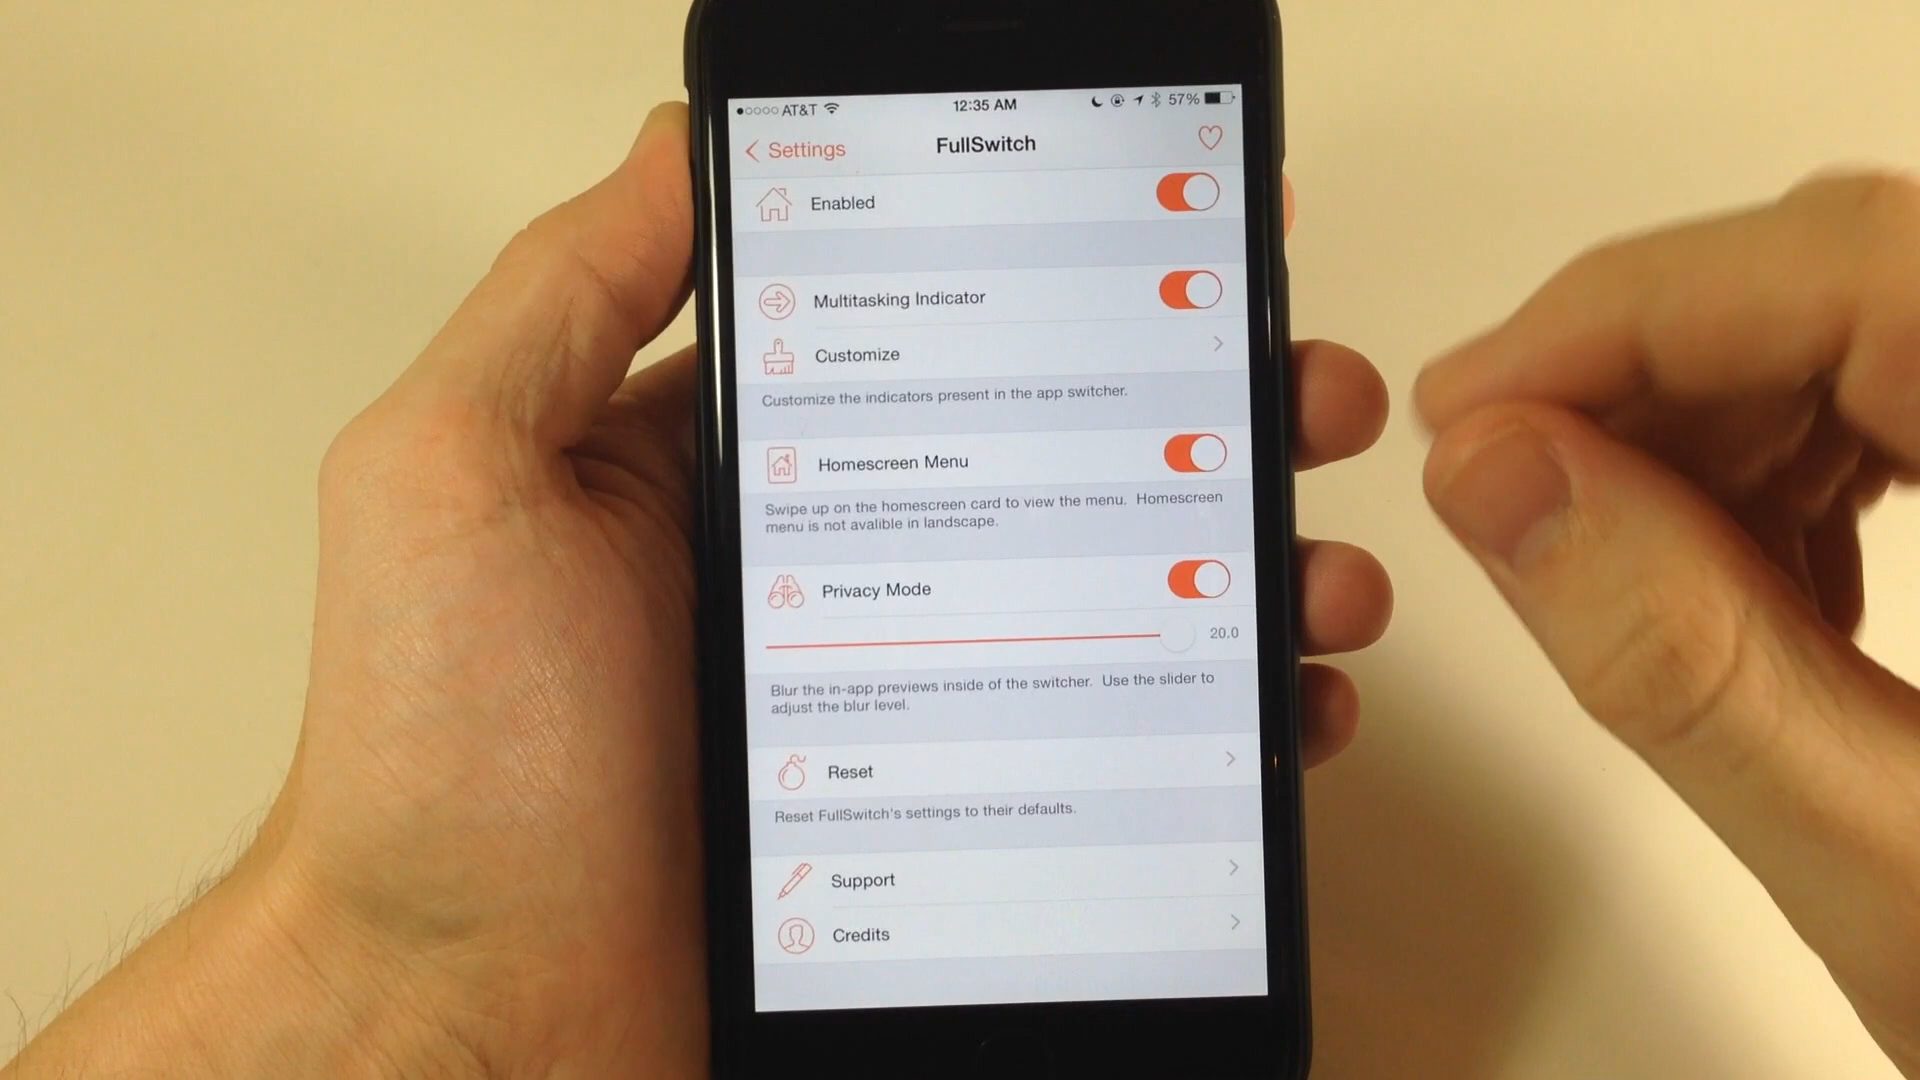 AT&T 12:35 AM 57%
Settings FullSwitch
Enabled
Multitasking Indicator
Customize
Customize the indicators present in the app switcher.
Homescreen Menu
Swipe up on the homescreen card to view the menu. Homescreen
menu is not avalible in landscape.
Privacy Mode
20.0
Blur the in-app previews inside of the switcher. Use the slider to
adjust the blur level.
Reset
Reset FullSwitch's settings to their defaults.
Support
Credits